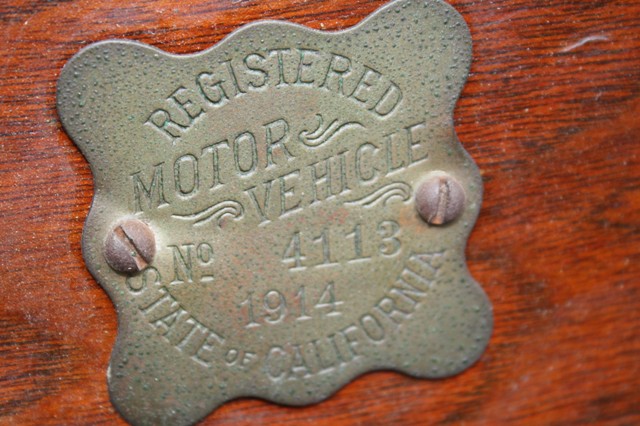 REGISTERED
MOTOR
VEHICLE
No 4113
1914
STATE OF CALIFORNIA